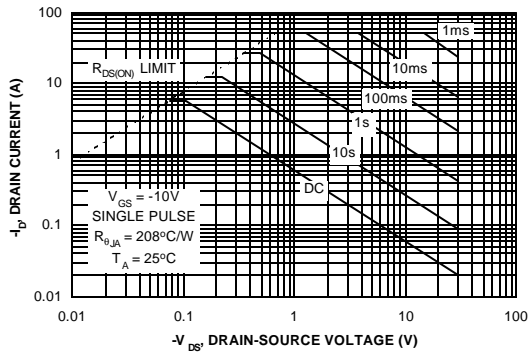 100
10
1
0.1
0.01
0.01
0.1
1
10
100
-I_D, DRAIN CURRENT (A)
-V_DS, DRAIN-SOURCE VOLTAGE (V)
R_DS(ON) LIMIT
1ms
10ms
100ms
1s
10s
DC
V_GS = -10V
SINGLE PULSE
R_θJA = 208°C/W
T_A = 25°C